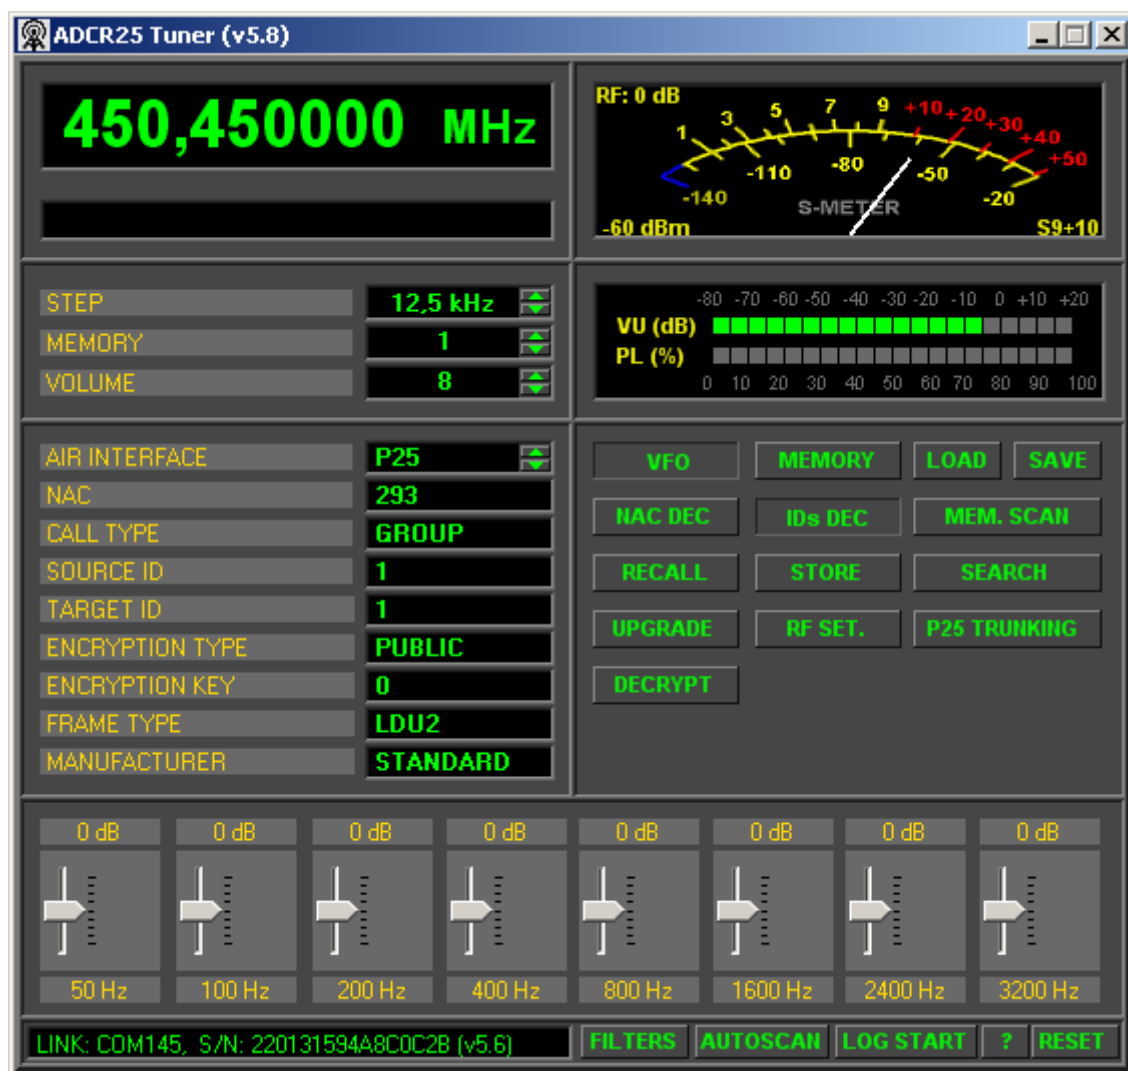 ADCR25 Tuner (v5.8)
450,450000 MHz
RF: 0 dB
1 3 5 7 9 +10 +20 +30 +40 +50
-140 -110 -80 -50 -20
S-METER
-60 dBm S9+10
STEP 12,5 kHz
MEMORY 1
VOLUME 8
-80 -70 -60 -50 -40 -30 -20 -10 0 +10 +20
VU (dB)
PL (%)
0 10 20 30 40 50 60 70 80 90 100
AIR INTERFACE P25
NAC 293
CALL TYPE GROUP
SOURCE ID 1
TARGET ID 1
ENCRYPTION TYPE PUBLIC
ENCRYPTION KEY 0
FRAME TYPE LDU2
MANUFACTURER STANDARD
VFO MEMORY LOAD SAVE
NAC DEC IDs DEC MEM. SCAN
RECALL STORE SEARCH
UPGRADE RF SET. P25 TRUNKING
DECRYPT
0 dB 0 dB 0 dB 0 dB 0 dB 0 dB 0 dB 0 dB
50 Hz 100 Hz 200 Hz 400 Hz 800 Hz 1600 Hz 2400 Hz 3200 Hz
LINK: COM145, S/N: 220131594A8C0C2B (v5.6) FILTERS AUTOSCAN LOG START ? RESET